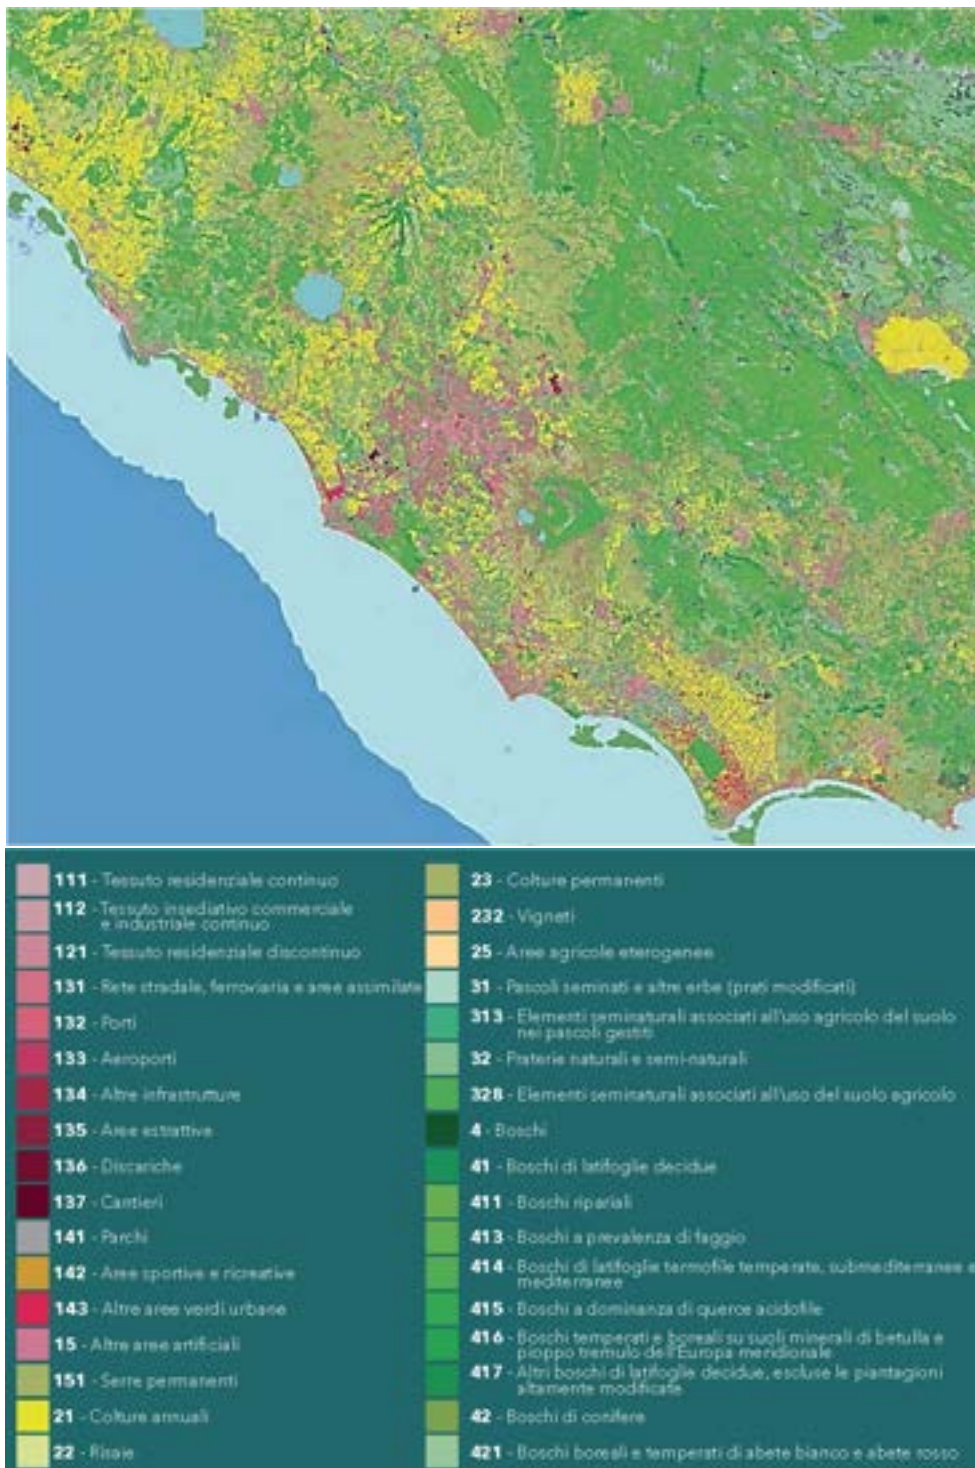 111 - Tessuto residenziale continuo
112 - Tessuto insediativo commerciale
e industriale continuo
121 - Tessuto residenziale discontinuo
131 - Rete stradale, ferroviaria e aree assimilate
132 - Porti
133 - Aeroporti
134 - Altre infrastrutture
135 - Aree estrattive
136 - Discariche
137 - Cantieri
141 - Parchi
142 - Aree sportive e ricreative
143 - Altre aree verdi urbane
15 - Altre aree artificiali
151 - Serre permanenti
21 - Colture annuali
22 - Risaie
23 - Colture permanenti
232 - Vigneti
25 - Aree agricole eterogenee
31 - Pascoli seminati e altre erbe (prati modificati)
313 - Elementi seminaturali associati all'uso agricolo del suolo
nei pascoli gestiti
32 - Praterie naturali e semi-naturali
328 - Elementi seminaturali associati all'uso del suolo agricolo
4 - Boschi
41 - Boschi di latifoglie decidue
411 - Boschi ripariali
413 - Boschi a prevalenza di faggio
414 - Boschi di latifoglie termofile temperate, submediterranee e
mediterranee
415 - Boschi a dominanza di querce acidofile
416 - Boschi temperati e boreali su suoli minerali di betulla e
pioppo tremulo dell'Europa meridionale
417 - Altri boschi di latifoglie decidue, escluse le piantagioni
altamente modificate
42 - Boschi di conifere
421 - Boschi boreali e temperati di abete bianco e abete rosso